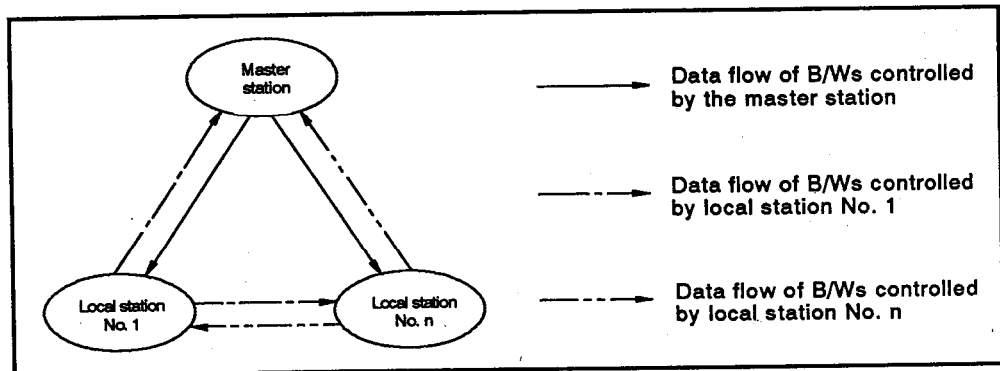 Master
station
Data flow of B/Ws controlled
by the master station
Data flow of B/Ws controlled
by local station No. 1
Local station
No. 1
Local station
No. n
Data flow of B/Ws controlled
by local station No. n